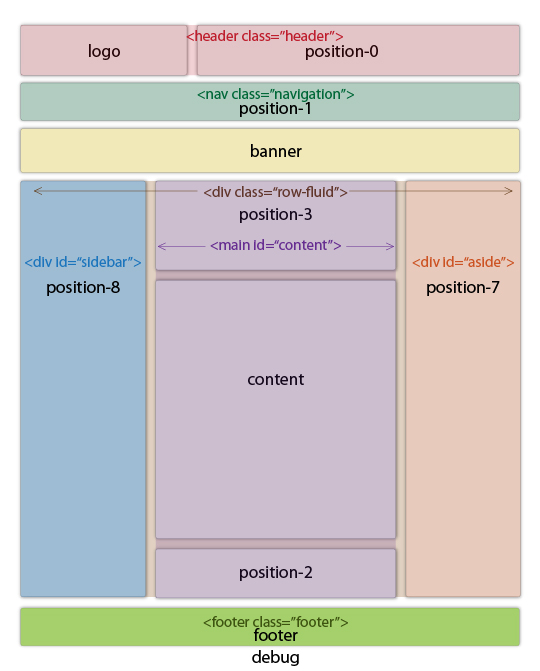 <header class=”header”>
logo
position-0
<nav class=”navigation”>
position-1
banner
<div class=”row-fluid”>
position-3
<main id=”content”>
<div id=”sidebar”>
position-8
<div id=”aside”>
position-7
content
position-2
<footer class=”footer”>
footer
debug